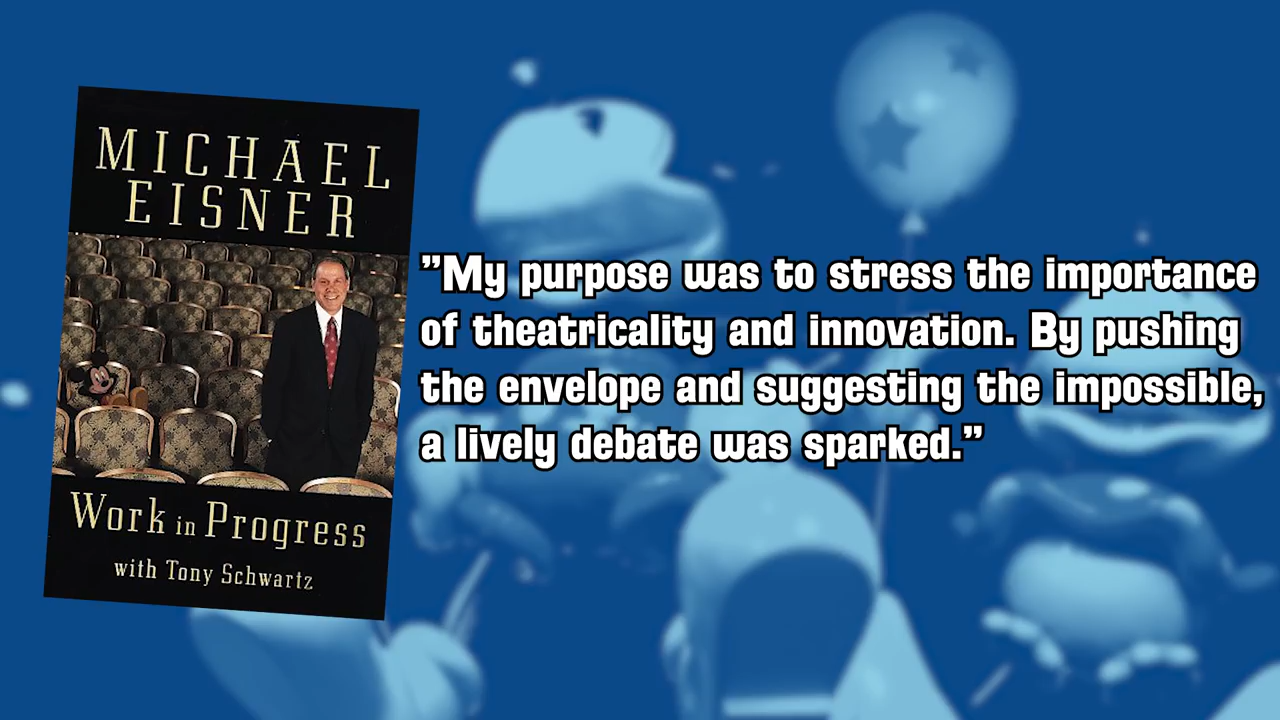 MICHAEL
EISNER
Work in Progress
with Tony Schwartz
”My purpose was to stress the importance
of theatricality and innovation. By pushing
the envelope and suggesting the impossible,
a lively debate was sparked.”